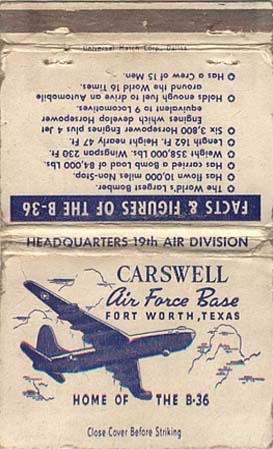 Universal Match Corp., Dallas
FACTS & FIGURES OF THE B-36
The World's Largest Bomber.
Has flown 10,000 miles Non-Stop.
Has carried a Bomb Load of 84,000 Lbs.
Weight 358,000 Lbs. Wingspan 230 Ft.
Length 162 Ft. Height nearly 47 Ft.
Six 3,800 Horsepower Engines plus 4 Jet
Engines which develop Horsepower
equivalent to 9 Locomotives.
Holds enough fuel to drive an Automobile
around the World 16 Times.
Has a Crew of 15 Men.
HEADQUARTERS 19th AIR DIVISION
CARSWELL
Air Force Base
FORT WORTH, TEXAS
HOME OF THE B-36
Close Cover Before Striking